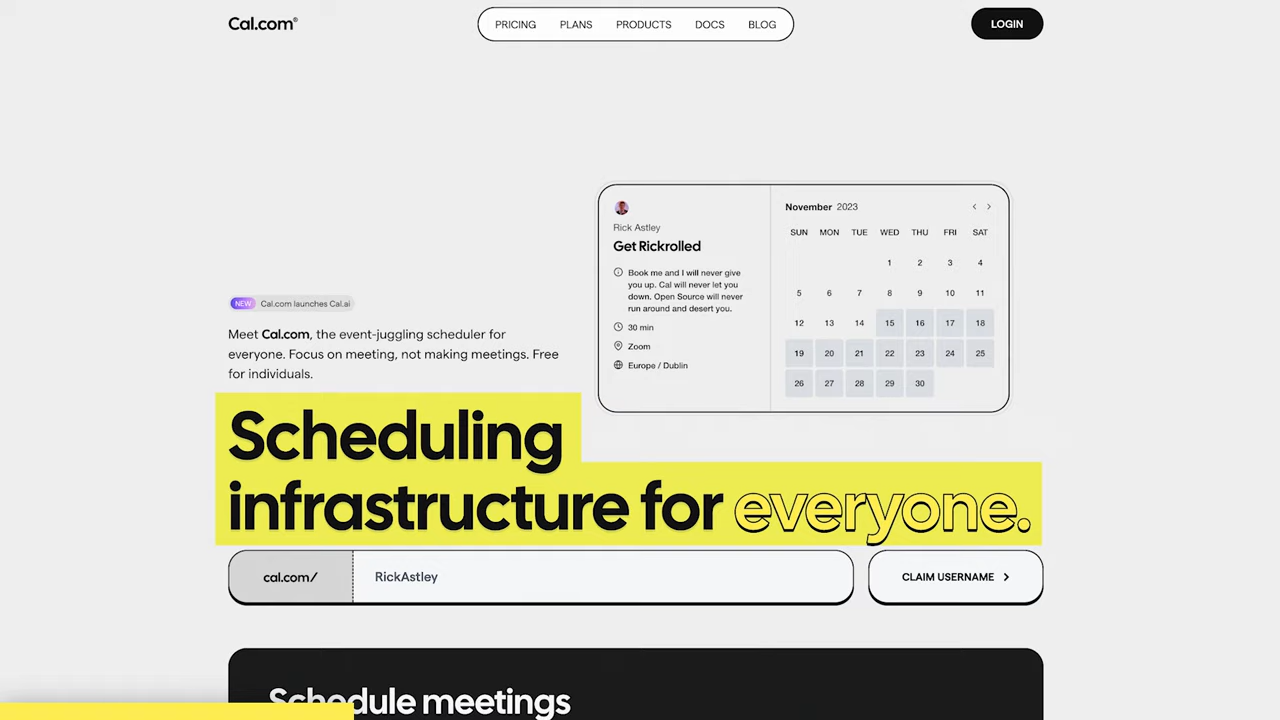 Cal.com®
PRICING PLANS PRODUCTS DOCS BLOG
LOGIN
NEW Cal.com launches Cal.ai
Meet Cal.com, the event-juggling scheduler for
everyone. Focus on meeting, not making meetings. Free
for individuals.
Rick Astley
Get Rickrolled
Book me and I will never give
you up. Cal will never let you
down. Open Source will never
run around and desert you.
30 min
Zoom
Europe / Dublin
November 2023
SUN MON TUE WED THU FRI SAT
1 2 3 4
5 6 7 8 9 10 11
12 13 14 15 16 17 18
19 20 21 22 23 24 25
26 27 28 29 30
Scheduling
infrastructure for everyone.
cal.com/ RickAstley
CLAIM USERNAME
Schedule meetings